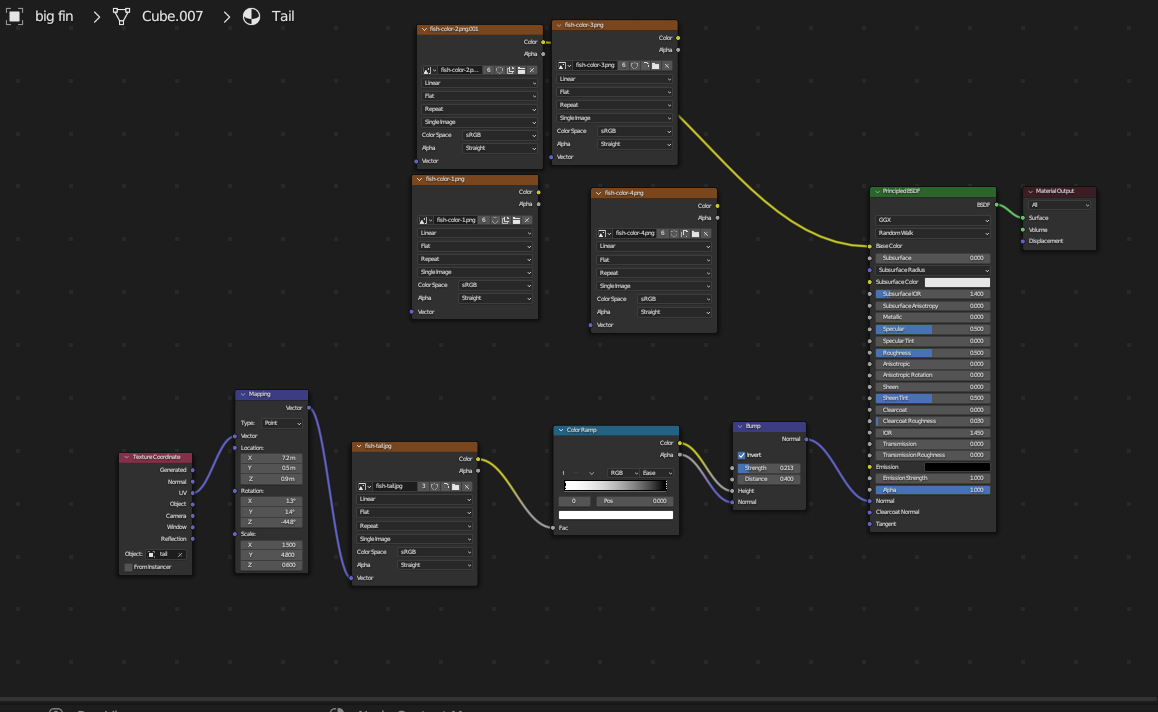 big fin > Cube.007 > Tail
fish-color-2.png.001
Color
Alpha
fish-color-2.p... 6
Linear
Flat
Repeat
Single Image
Color Space sRGB
Alpha Straight
Vector
fish-color-3.png
Color
Alpha
fish-color-3.png 6
Linear
Flat
Repeat
Single Image
Color Space sRGB
Alpha Straight
Vector
fish-color-1.png
Color
Alpha
fish-color-1.png 6
Linear
Flat
Repeat
Single Image
Color Space sRGB
Alpha Straight
Vector
fish-color-4.png
Color
Alpha
fish-color-4.png 6
Linear
Flat
Repeat
Single Image
Color Space sRGB
Alpha Straight
Vector
Principled BSDF
BSDF
GGX
Random Walk
Base Color
Subsurface 0.000
Subsurface Radius
Subsurface Color
Subsurface IOR 1.400
Subsurface Anisotropy 0.000
Metallic 0.000
Specular 0.500
Specular Tint 0.000
Roughness 0.500
Anisotropic 0.000
Anisotropic Rotation 0.000
Sheen 0.000
Sheen Tint 0.500
Clearcoat 0.000
Clearcoat Roughness 0.030
IOR 1.450
Transmission 0.000
Transmission Roughness 0.000
Emission
Emission Strength 1.000
Alpha 1.000
Normal
Clearcoat Normal
Tangent
Material Output
All
Surface
Volume
Displacement
Texture Coordinate
Generated
Normal
UV
Object
Camera
Window
Reflection
Object: tail
From Instancer
Mapping
Vector
Type: Point
Vector
Location:
X 7.2 m
Y 0.5 m
Z 0.9 m
Rotation:
X 1.3°
Y 1.4°
Z -44.8°
Scale:
X 1.500
Y 4.800
Z 0.600
fish-tail.jpg
Color
Alpha
fish-tail.jpg 3
Linear
Flat
Repeat
Single Image
Color Space sRGB
Alpha Straight
Vector
Color Ramp
Color
Alpha
RGB Ease
0 Pos 0.000
Fac
Bump
Normal
Invert
Strength 0.213
Distance 0.400
Height
Normal